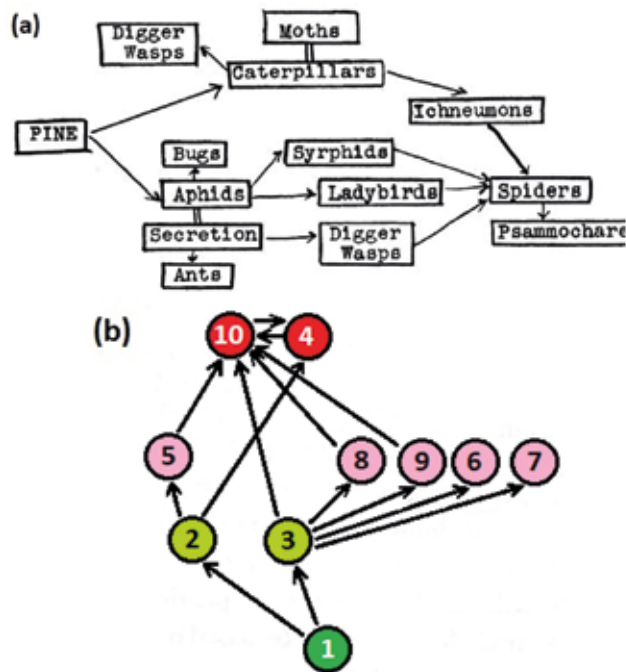 (a)
Digger
Wasps
Moths
Caterpillars
Ichneumons
PINE
Bugs
Syrphids
Aphids
Ladybirds
Spiders
Secretion
Digger
Wasps
Psammochare
Ants
(b)
10 4
5 8 9 6 7
2 3
1